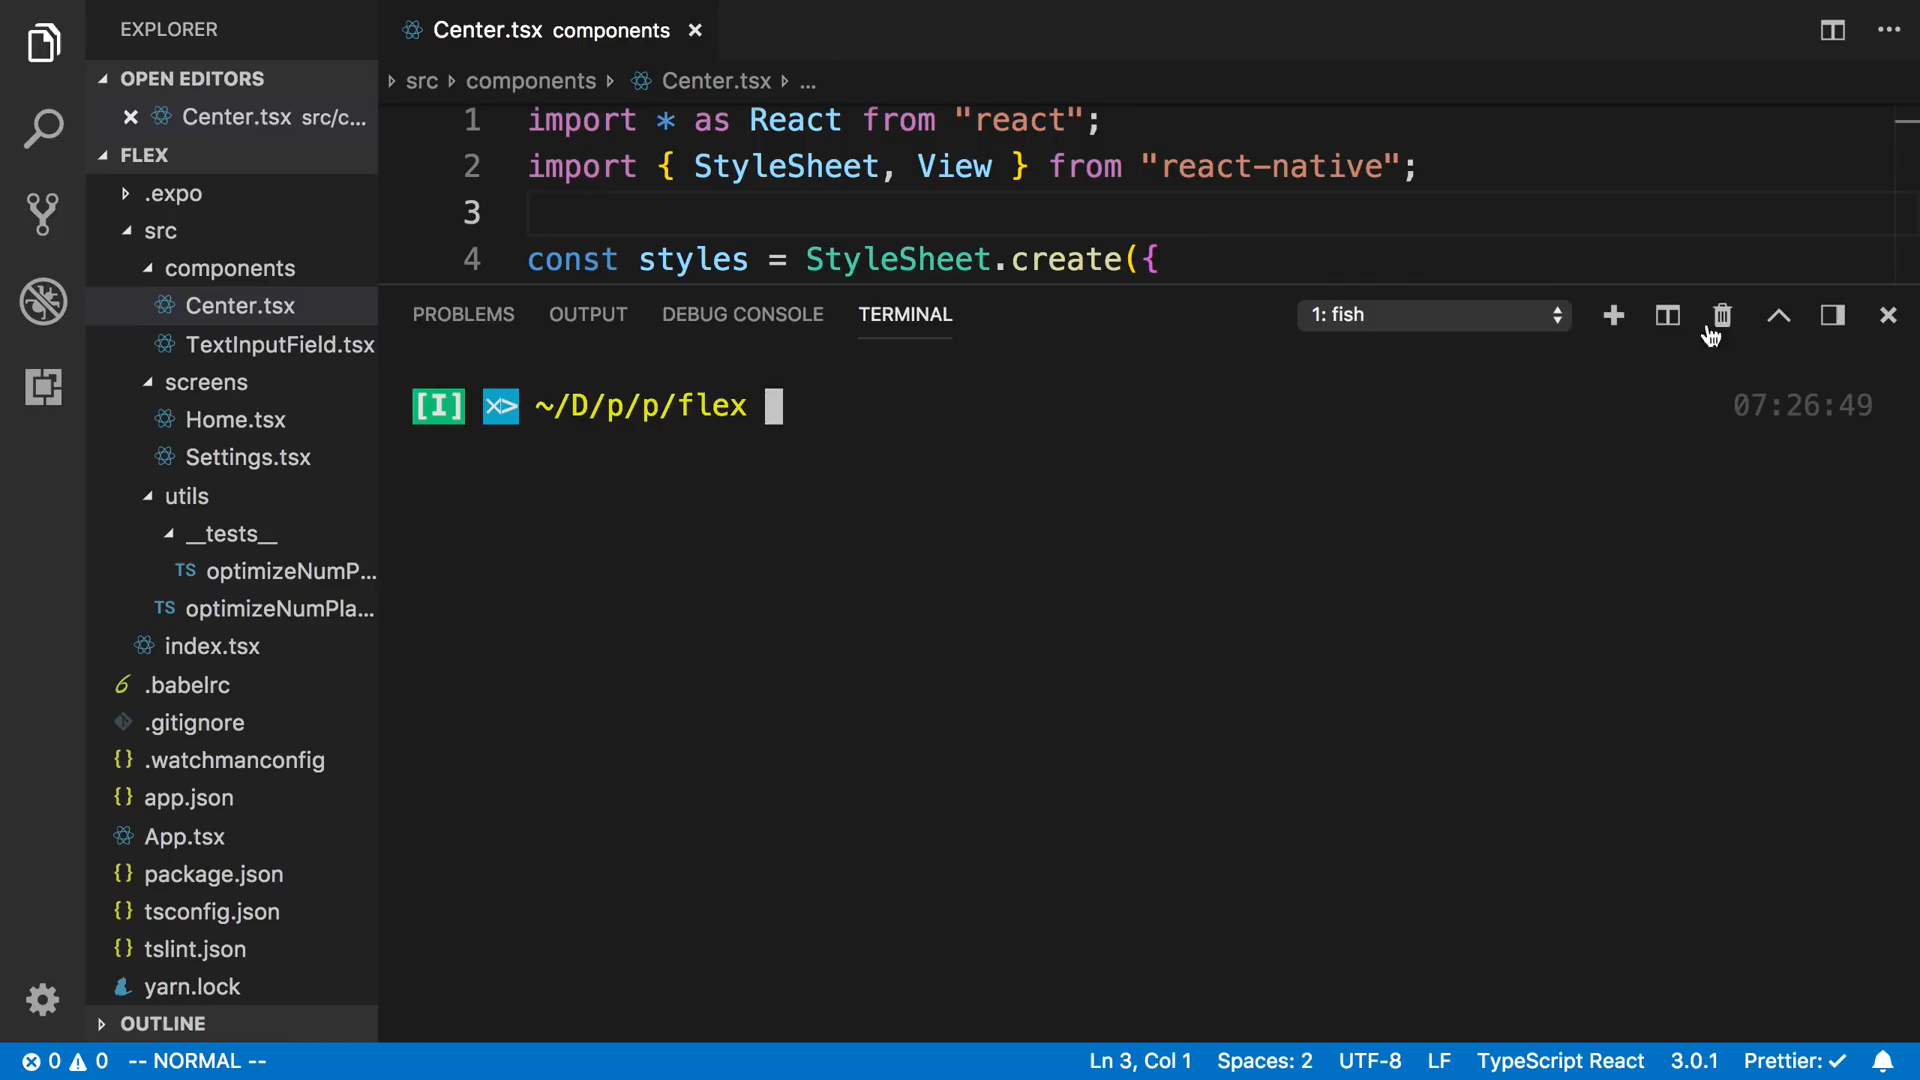 EXPLORER
OPEN EDITORS
Center.tsx src/c...
FLEX
.expo
src
components
Center.tsx
TextInputField.tsx
screens
Home.tsx
Settings.tsx
utils
__tests__
TS optimizeNumP...
TS optimizeNumPla...
index.tsx
.babelrc
.gitignore
{} .watchmanconfig
{} app.json
App.tsx
{} package.json
{} tsconfig.json
{} tslint.json
yarn.lock
OUTLINE
Center.tsx components
src components Center.tsx ...
1 import * as React from "react";
2 import { StyleSheet, View } from "react-native";
3
4 const styles = StyleSheet.create({
PROBLEMS OUTPUT DEBUG CONSOLE TERMINAL 1: fish
[I] ~/D/p/p/flex 07:26:49
0 0 -- NORMAL -- Ln 3, Col 1 Spaces: 2 UTF-8 LF TypeScript React 3.0.1 Prettier: ✓